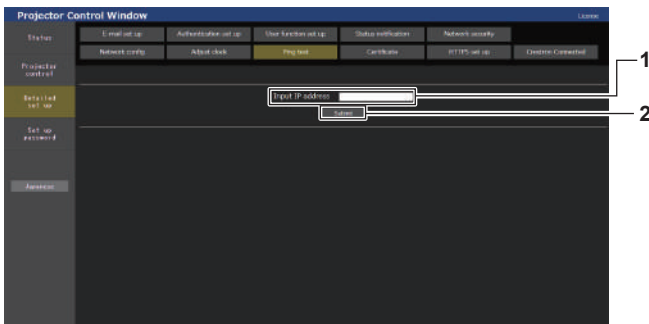 Projector Control Window
License
Status
E-mail set up
Authentication set up
User function set up
Status notification
Network security
Network config
Adjust clock
Ping test
Certificate
HTTPS set up
Crestron Connected
Projector
control
Detailed
set up
Set up
password
Japanese
Input IP address
Submit
1
2